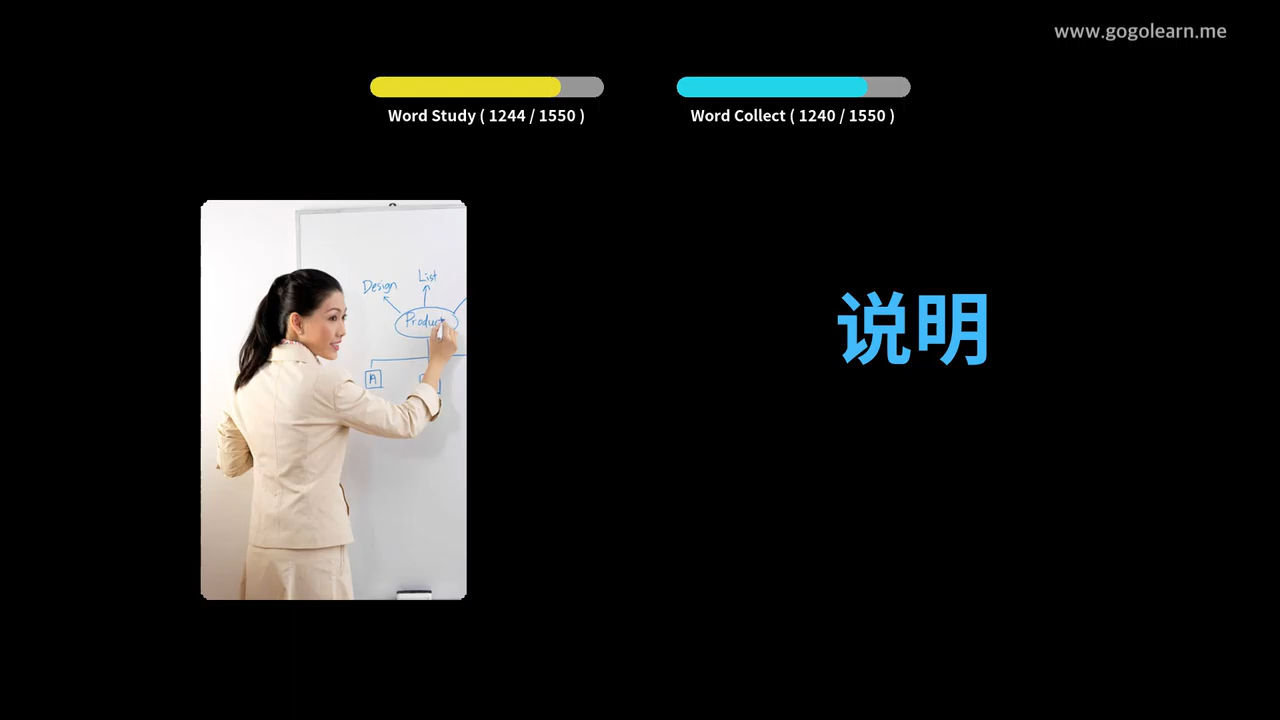 www.gogolearn.me
Word Study ( 1244 / 1550 )
Word Collect ( 1240 / 1550 )
List
Design
Product
A
说明